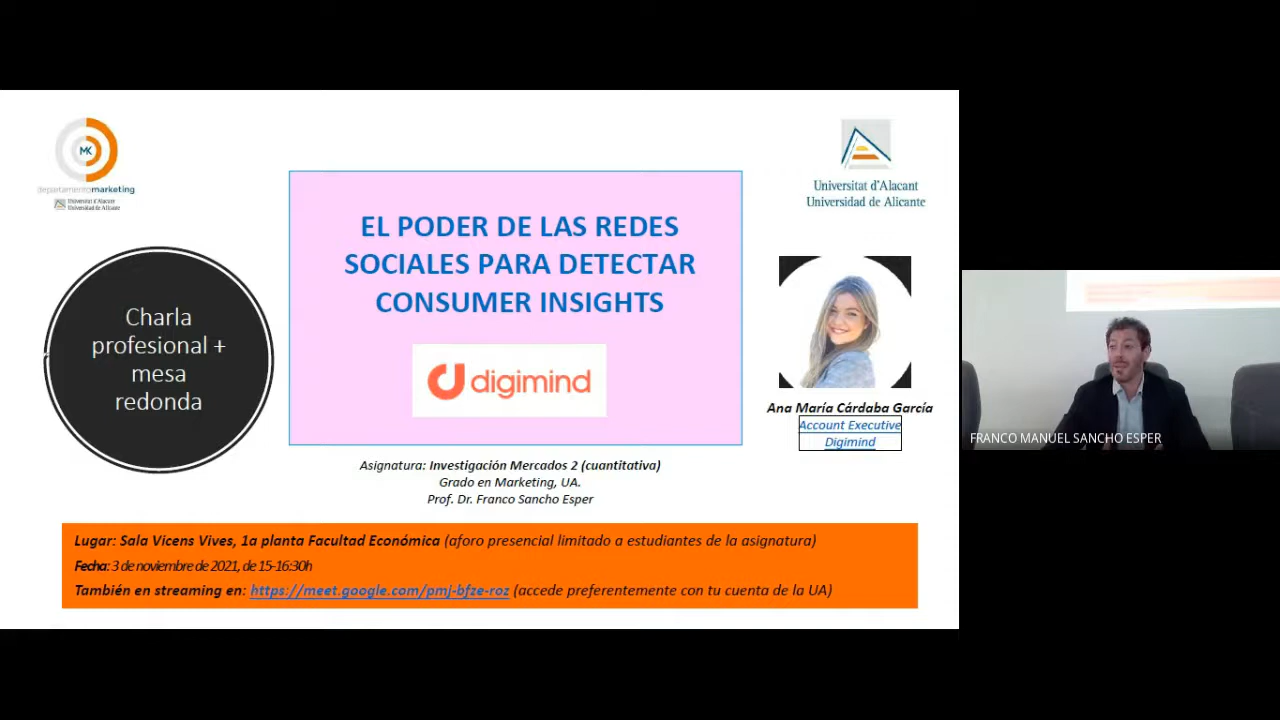 MK
departamentomarketing
Universitat d'Alacant
Universidad de Alicante
Universitat d'Alacant
Universidad de Alicante
EL PODER DE LAS REDES
SOCIALES PARA DETECTAR
CONSUMER INSIGHTS
digimind
Charla
profesional +
mesa
redonda
Ana María Cárdaba García
Account Executive
Digimind
Asignatura: Investigación Mercados 2 (cuantitativa)
Grado en Marketing, UA.
Prof. Dr. Franco Sancho Esper
Lugar: Sala Vicens Vives, 1a planta Facultad Económica (aforo presencial limitado a estudiantes de la asignatura)
Fecha: 3 de noviembre de 2021, de 15-16:30h
También en streaming en: https://meet.google.com/pmj-bfze-roz (accede preferentemente con tu cuenta de la UA)
FRANCO MANUEL SANCHO ESPER